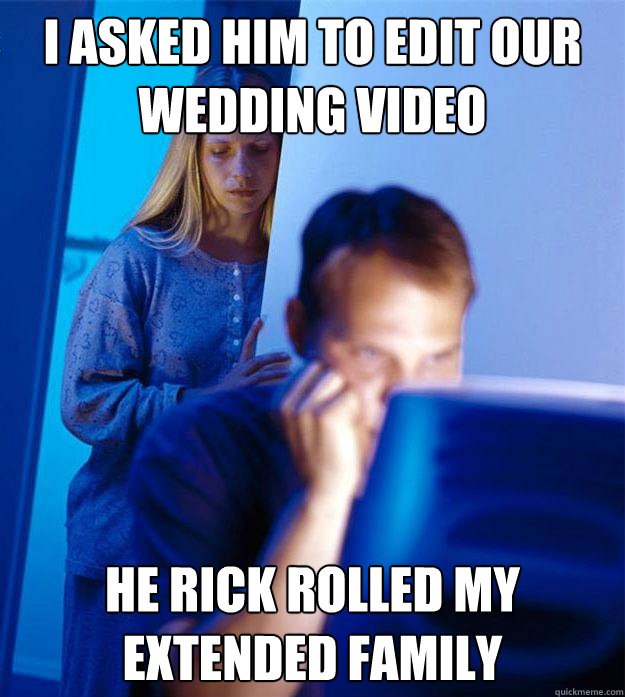 I ASKED HIM TO EDIT OUR
WEDDING VIDEO
HE RICK ROLLED MY
EXTENDED FAMILY
quickmeme.com